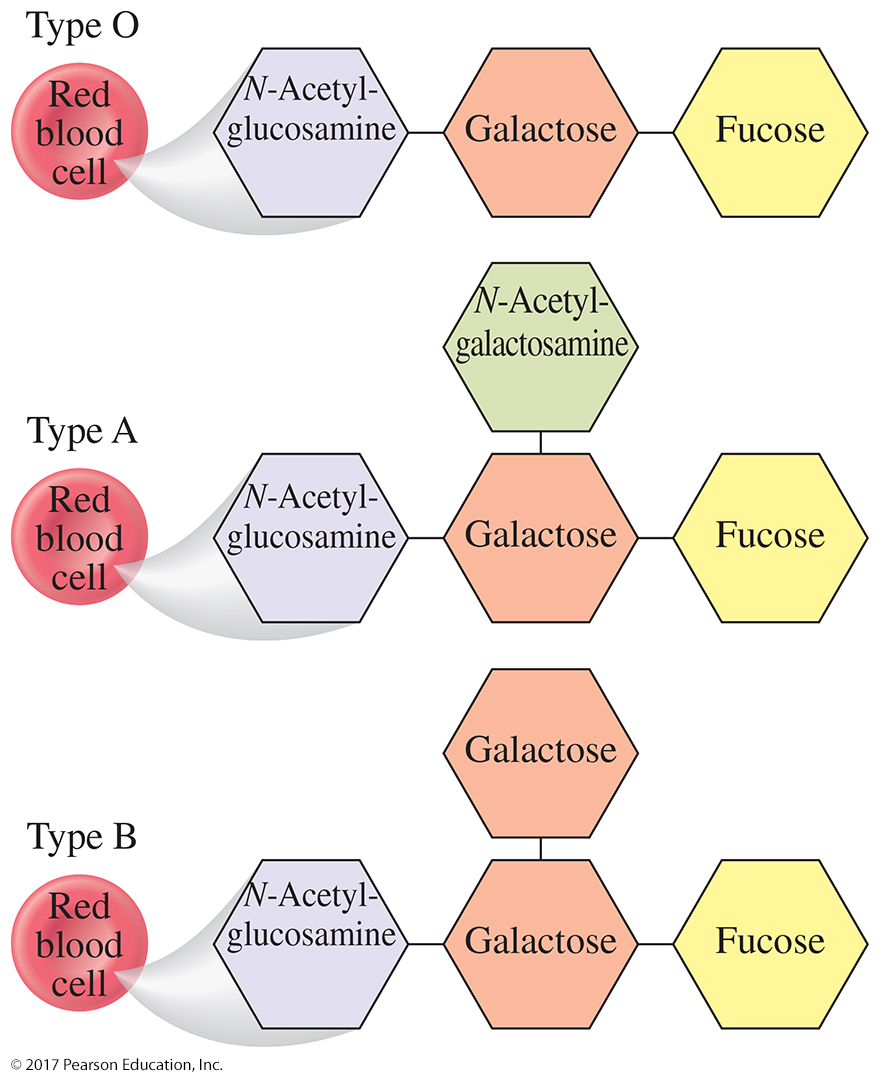 Type O
Red
blood
cell
N-Acetyl-
glucosamine
Galactose
Fucose
N-Acetyl-
galactosamine
Type A
Red
blood
cell
N-Acetyl-
glucosamine
Galactose
Fucose
Galactose
Type B
Red
blood
cell
N-Acetyl-
glucosamine
Galactose
Fucose
© 2017 Pearson Education, Inc.